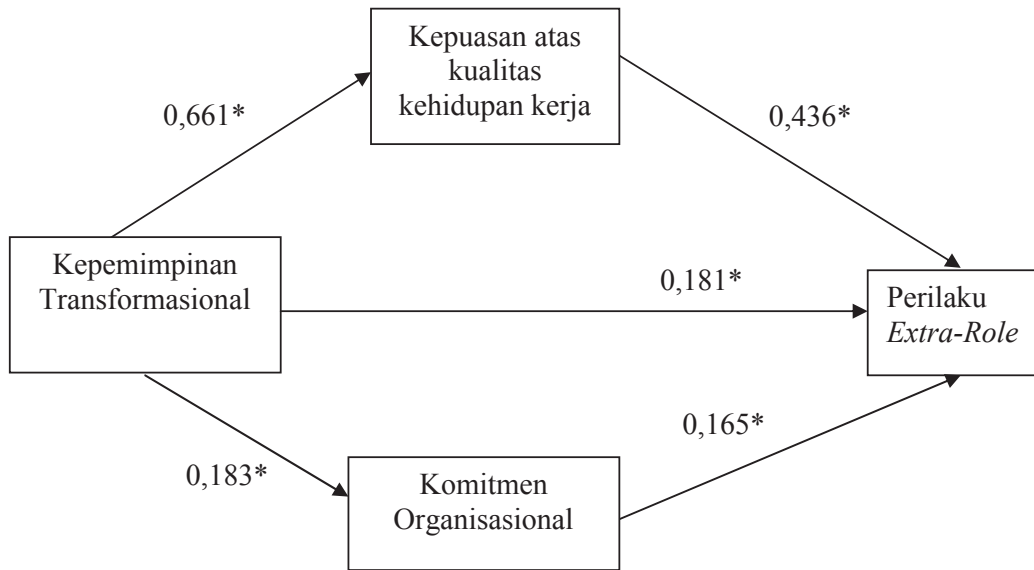 Kepuasan atas
kualitas
kehidupan kerja
0,661*
0,436*
Kepemimpinan
Transformasional
0,181*
Perilaku
Extra-Role
0,183*
0,165*
Komitmen
Organisasional